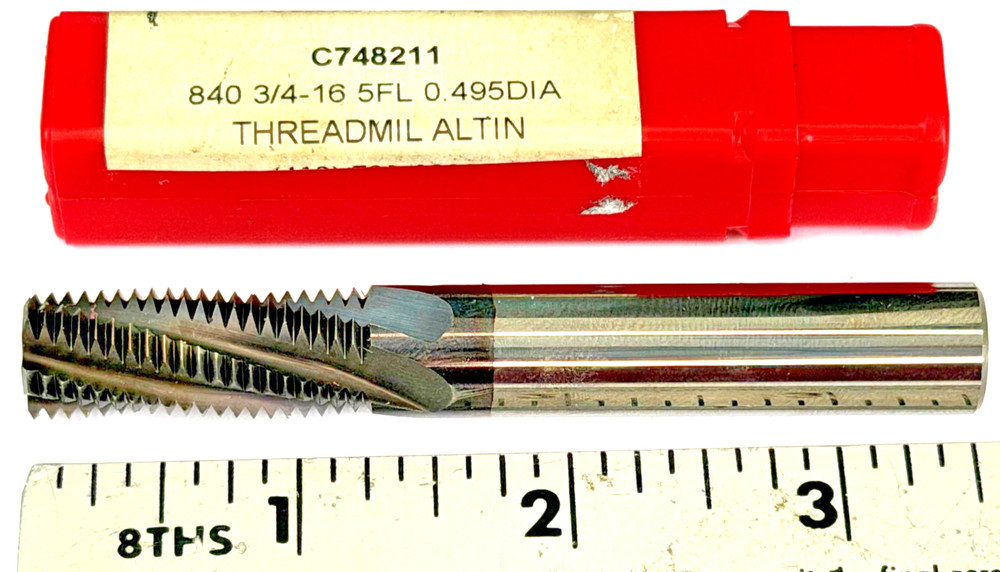 C748211
840 3/4-16 5FL 0.495DIA
THREADMIL ALTIN
1 2 3
8THS